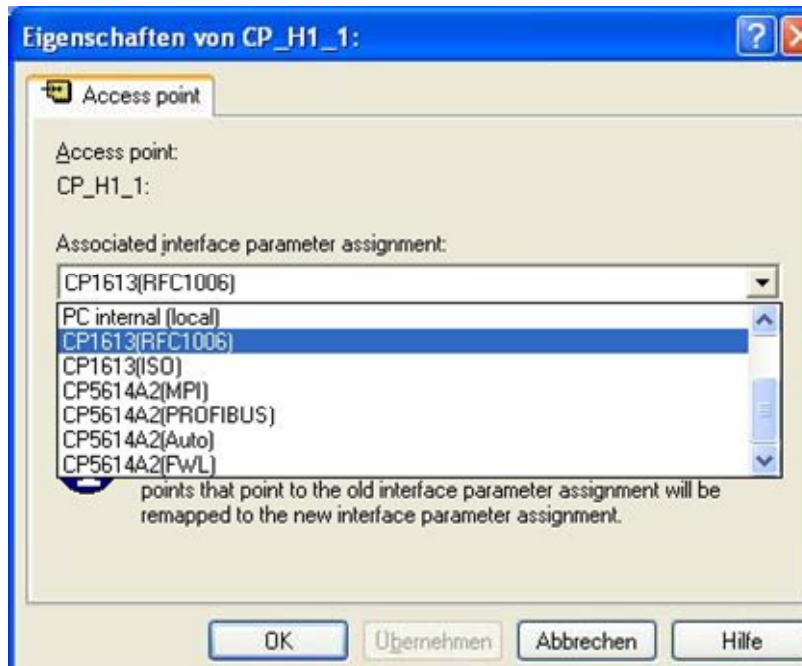 Eigenschaften von CP_H1_1:
Access point
Access point:
CP_H1_1:
Associated interface parameter assignment:
CP1613(RFC1006)
PC internal (local)
CP1613(RFC1006)
CP1613(ISO)
CP5614A2(MPI)
CP5614A2(PROFIBUS)
CP5614A2(Auto)
CP5614A2(FWL)
points that point to the old interface parameter assignment will be
remapped to the new interface parameter assignment.
OK Übernehmen Abbrechen Hilfe